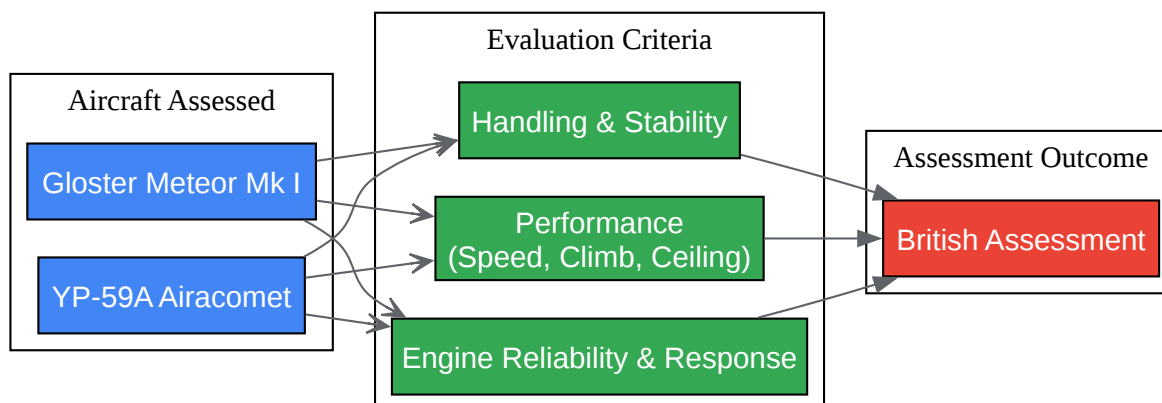 Aircraft Assessed
Gloster Meteor Mk I
YP-59A Airacomet
Evaluation Criteria
Handling & Stability
Performance
(Speed, Climb, Ceiling)
Engine Reliability & Response
Assessment Outcome
British Assessment